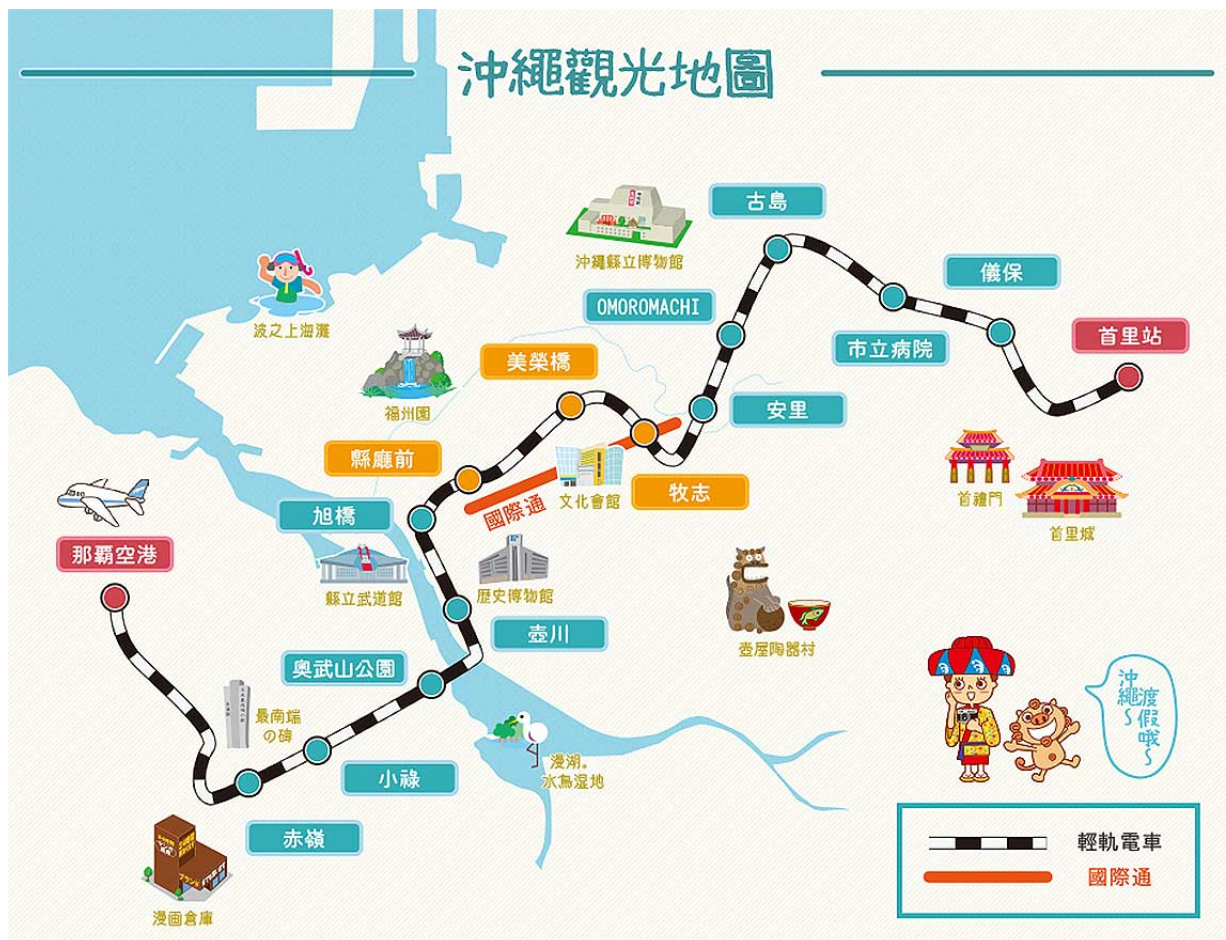 沖繩觀光地圖
古島
沖繩縣立博物館
儀保
OMOROMACHI
波之上海灘
首里站
市立病院
美榮橋
福州園
安里
縣廳前
牧志
文化會館
國際通
旭橋
首禮門
首里城
那霸空港
縣立武道館
歷史博物館
壺川
壺屋陶器村
奧武山公園
沖繩~
渡假哦~
最南端
の碑
漫湖。
水鳥湿地
小祿
赤嶺
漫画倉庫
輕軌電車
國際通